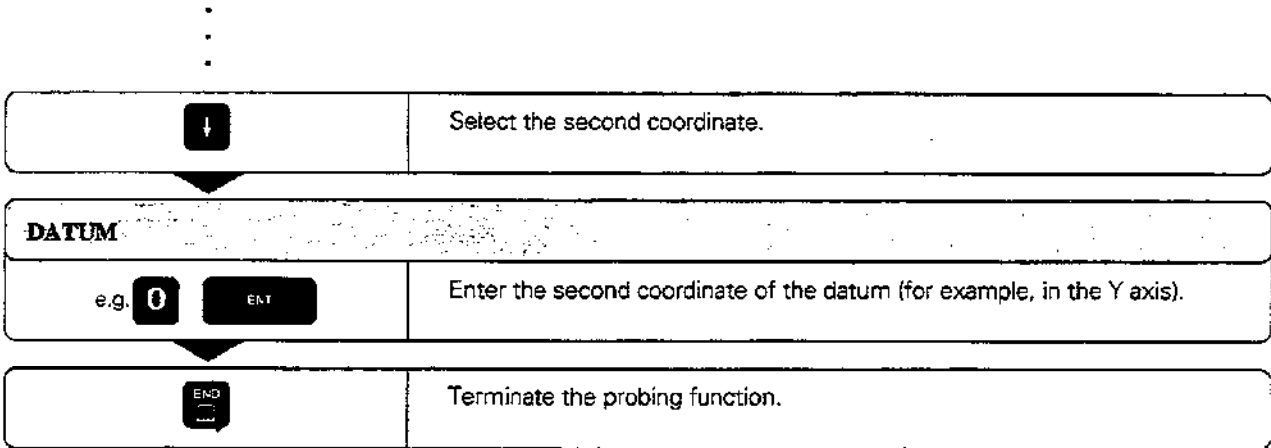 Select the second coordinate.
DATUM
e.g. 0 ENT
Enter the second coordinate of the datum (for example, in the Y axis).
END
Terminate the probing function.